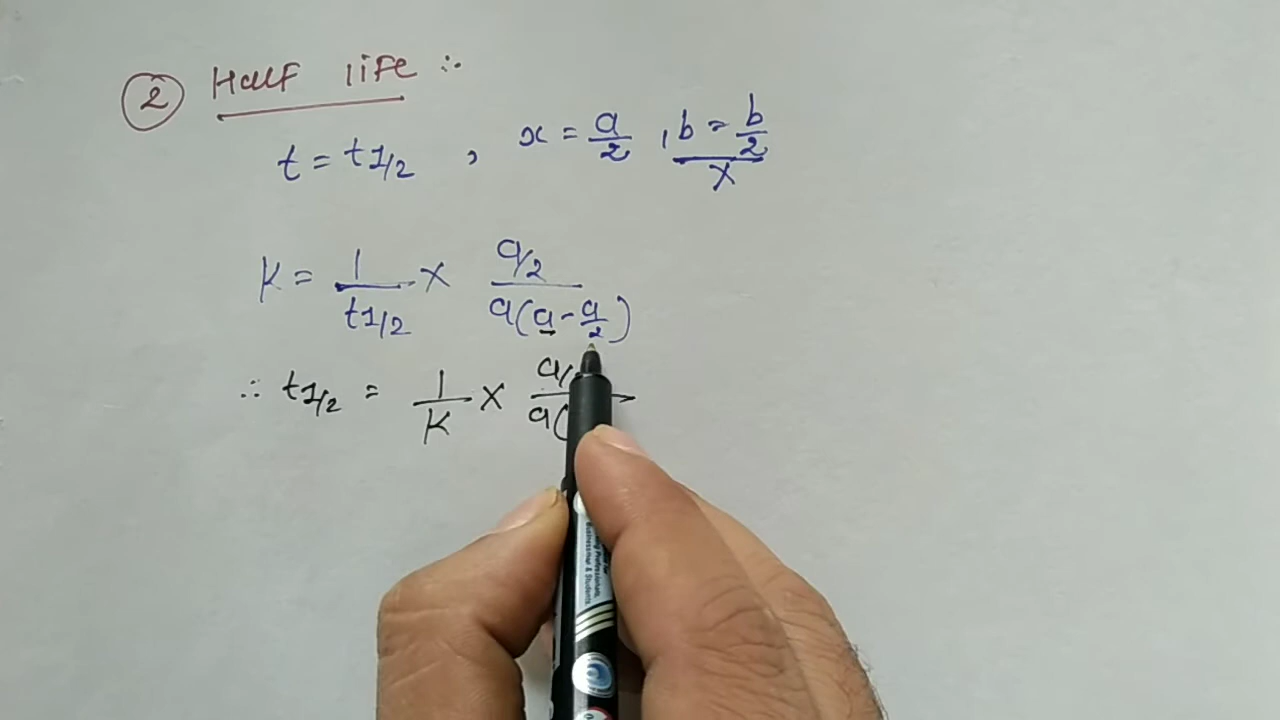 ② Half life :-
t = t1/2 , x = a/2 , b = b/2
x
K = 1/t1/2 × a/2 / a(a - a/2)
∴ t1/2 = 1/K × a/ / a(